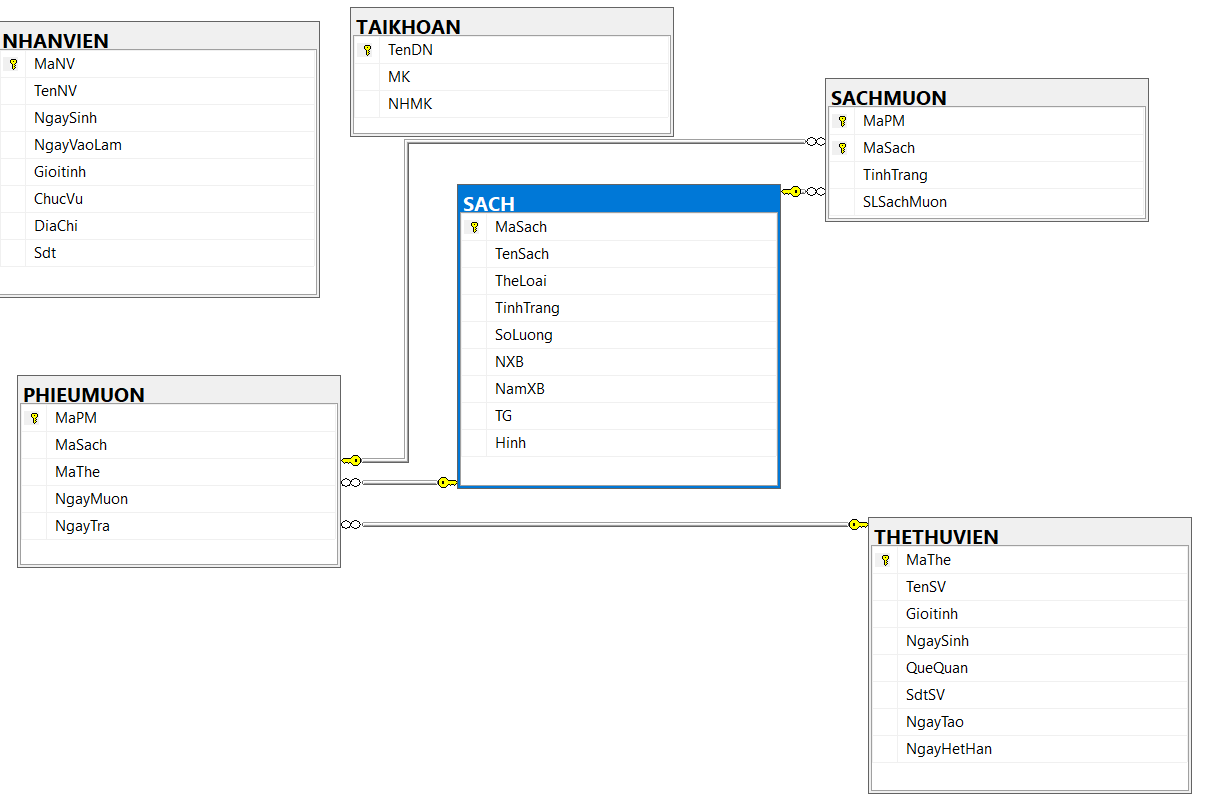 NHANVIEN
MaNV
TenNV
NgaySinh
NgayVaoLam
Gioitinh
ChucVu
DiaChi
Sdt
TAIKHOAN
TenDN
MK
NHMK
SACHMUON
MaPM
MaSach
TinhTrang
SLSachMuon
SACH
MaSach
TenSach
TheLoai
TinhTrang
SoLuong
NXB
NamXB
TG
Hinh
PHIEUMUON
MaPM
MaSach
MaThe
NgayMuon
NgayTra
THETHUVIEN
MaThe
TenSV
Gioitinh
NgaySinh
QueQuan
SdtSV
NgayTao
NgayHetHan